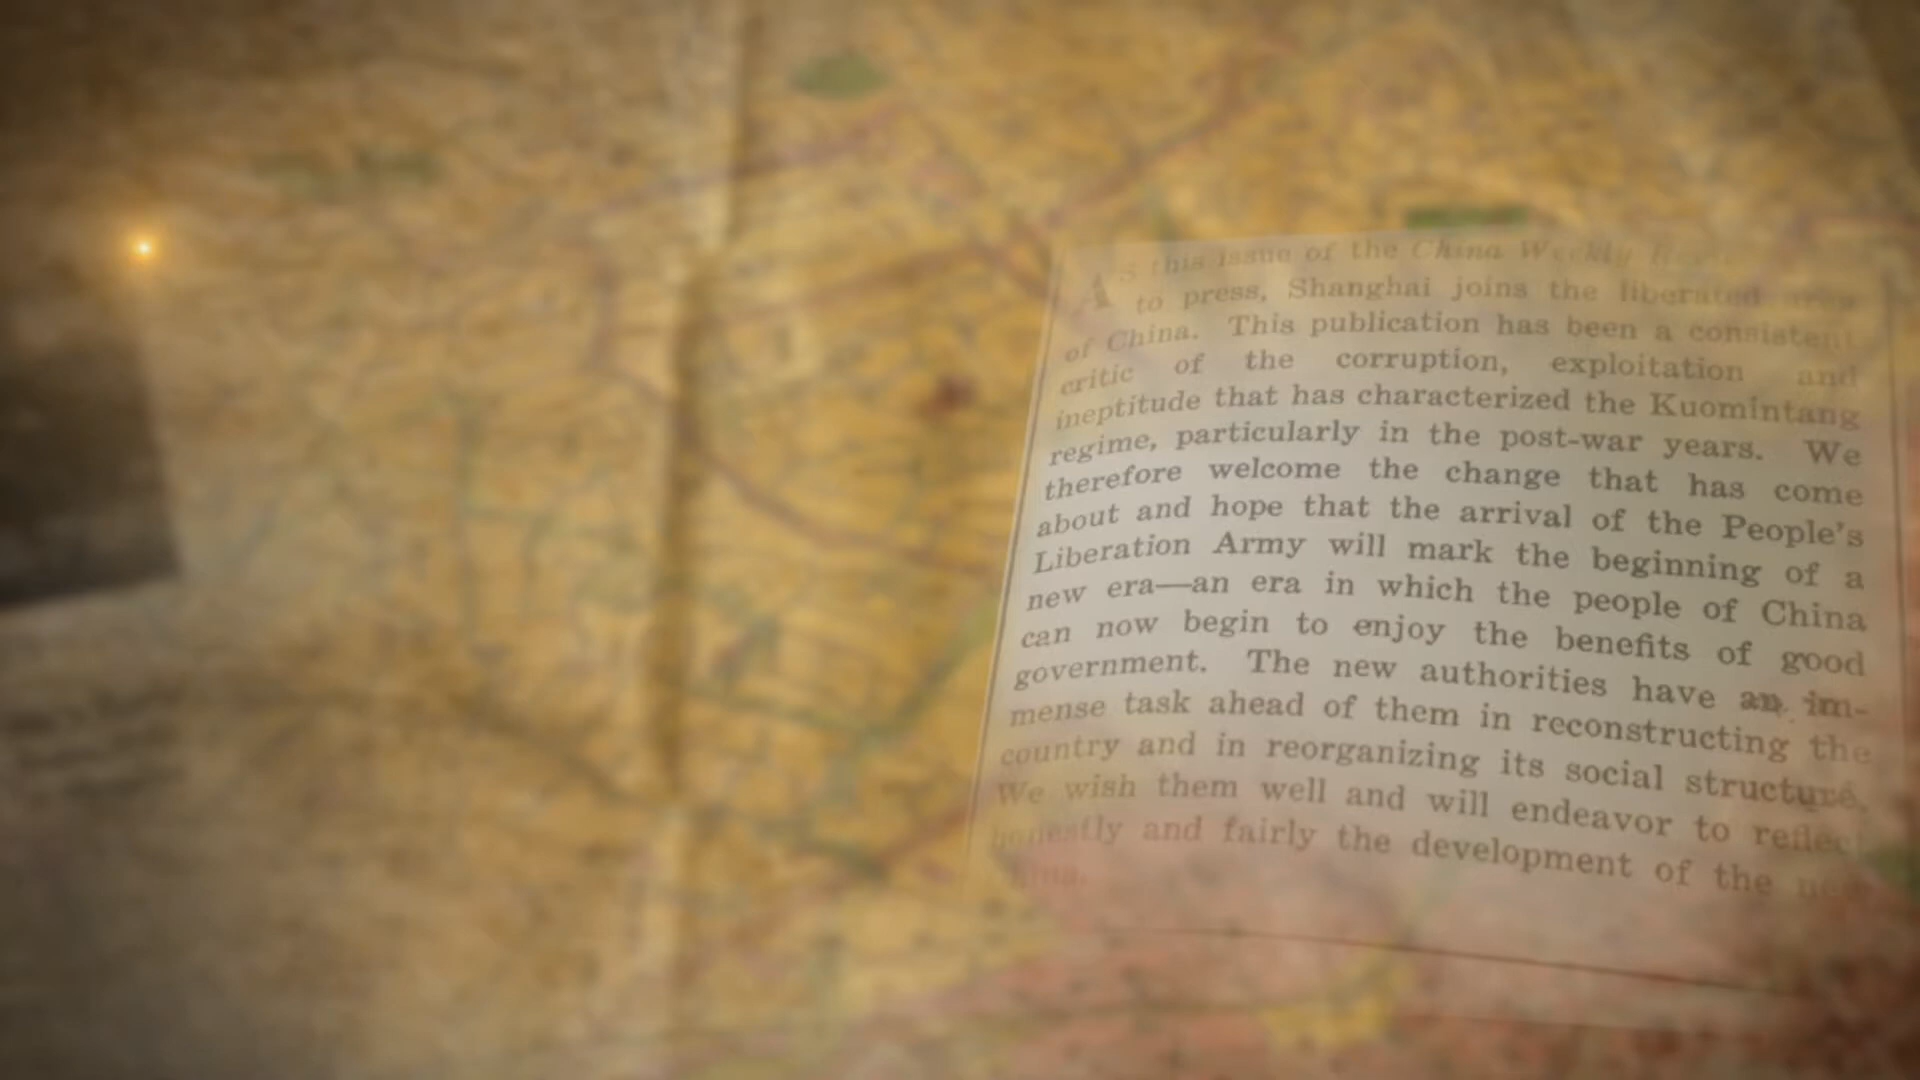 As this issue of the China Weekly
to press, Shanghai joins the liberated
of China. This publication has been a consistent
critic of the corruption, exploitation and
ineptitude that has characterized the Kuomintang
regime, particularly in the post-war years. We
therefore welcome the change that has come
about and hope that the arrival of the People's
Liberation Army will mark the beginning of a
new era—an era in which the people of China
can now begin to enjoy the benefits of good
government. The new authorities have an im-
mense task ahead of them in reconstructing the
country and in reorganizing its social structure.
We wish them well and will endeavor to reflect
honestly and fairly the development of the